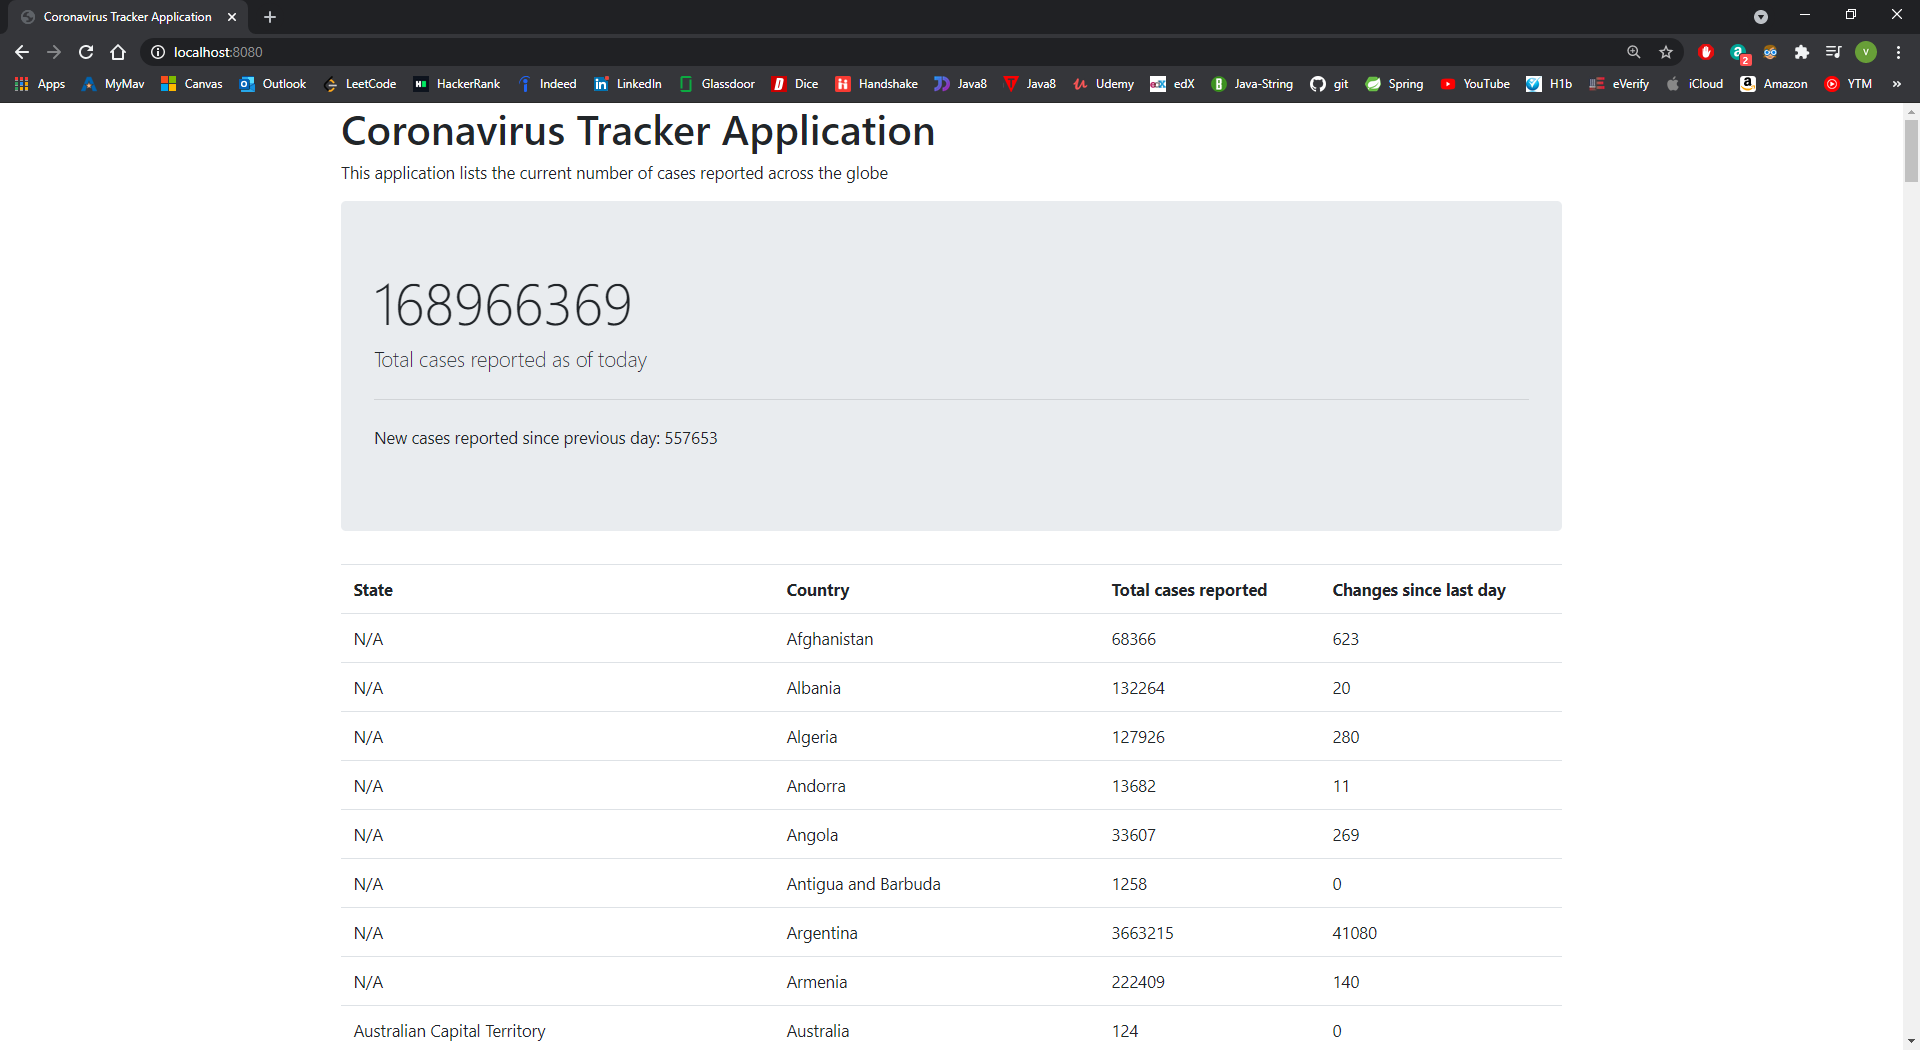 Coronavirus Tracker Application
localhost:8080
2
V
Apps MyMav Canvas Outlook LeetCode HackerRank Indeed LinkedIn Glassdoor Dice Handshake Java8 Java8 Udemy edX Java-String git Spring YouTube H1b eVerify iCloud Amazon YTM »
Coronavirus Tracker Application
This application lists the current number of cases reported across the globe
168966369
Total cases reported as of today
New cases reported since previous day: 557653
State Country Total cases reported Changes since last day
N/A Afghanistan 68366 623
N/A Albania 132264 20
N/A Algeria 127926 280
N/A Andorra 13682 11
N/A Angola 33607 269
N/A Antigua and Barbuda 1258 0
N/A Argentina 3663215 41080
N/A Armenia 222409 140
Australian Capital Territory Australia 124 0